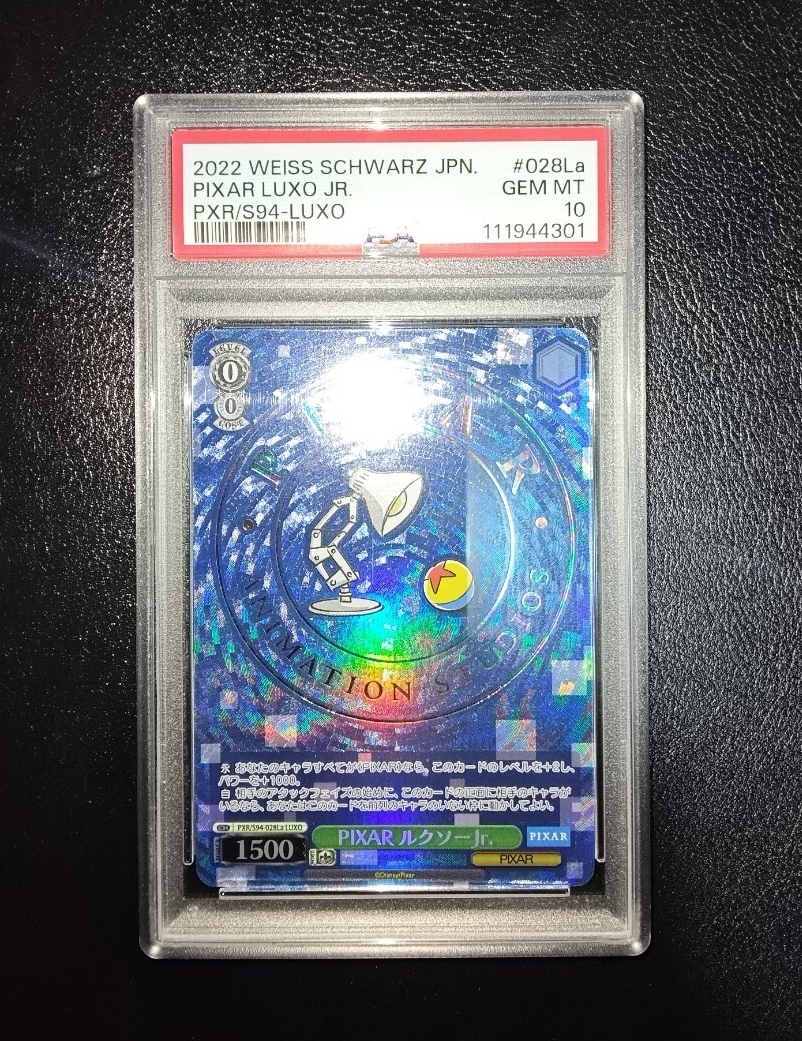 2022 WEISS SCHWARZ JPN. #028La
PIXAR LUXO JR. GEM MT
PXR/S94-LUXO 10
111944301
LEVEL
0
0
COST
PIXAR
ANIMATION STUDIOS
永 あなたのキャラすべてが《PIXAR》なら、このカードのレベルを+2し、
パワーを+1000。
自 相手のアタックフェイズの始めに、このカードの正面に相手のキャラが
いるなら、あなたはこのカードを前列のキャラのいない枠に動かしてよい。
CH PXR/S94-028La LUXO
PIXAR ルクソーJr.
PIXAR
1500
PIXAR
©Disney/Pixar